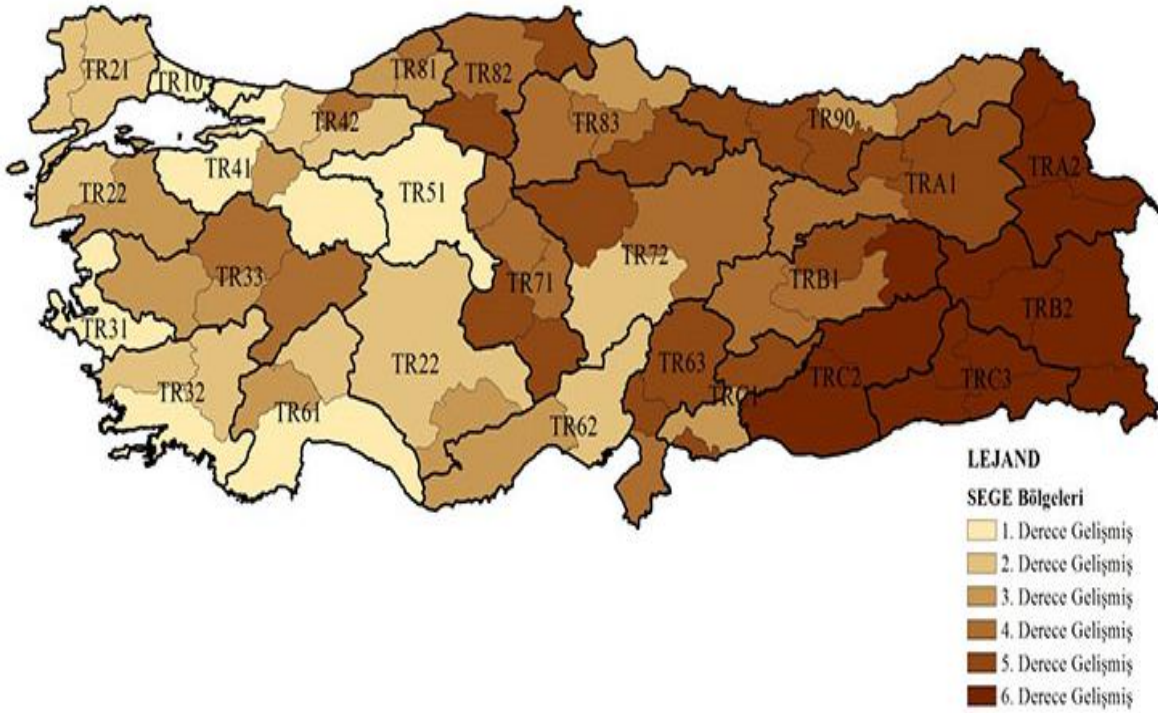 TR21
TR10
TR81
TR82
TR42
TR83
TR90
TR41
TR51
TRA1
TRA2
TR22
TR33
TR71
TR72
TRB1
TRB2
TR31
TR32
TR22
TR61
TR62
TR63
TRC1
TRC2
TRC3
LEJAND
SEGE Bölgeleri
1. Derece Gelişmiş
2. Derece Gelişmiş
3. Derece Gelişmiş
4. Derece Gelişmiş
5. Derece Gelişmiş
6. Derece Gelişmiş